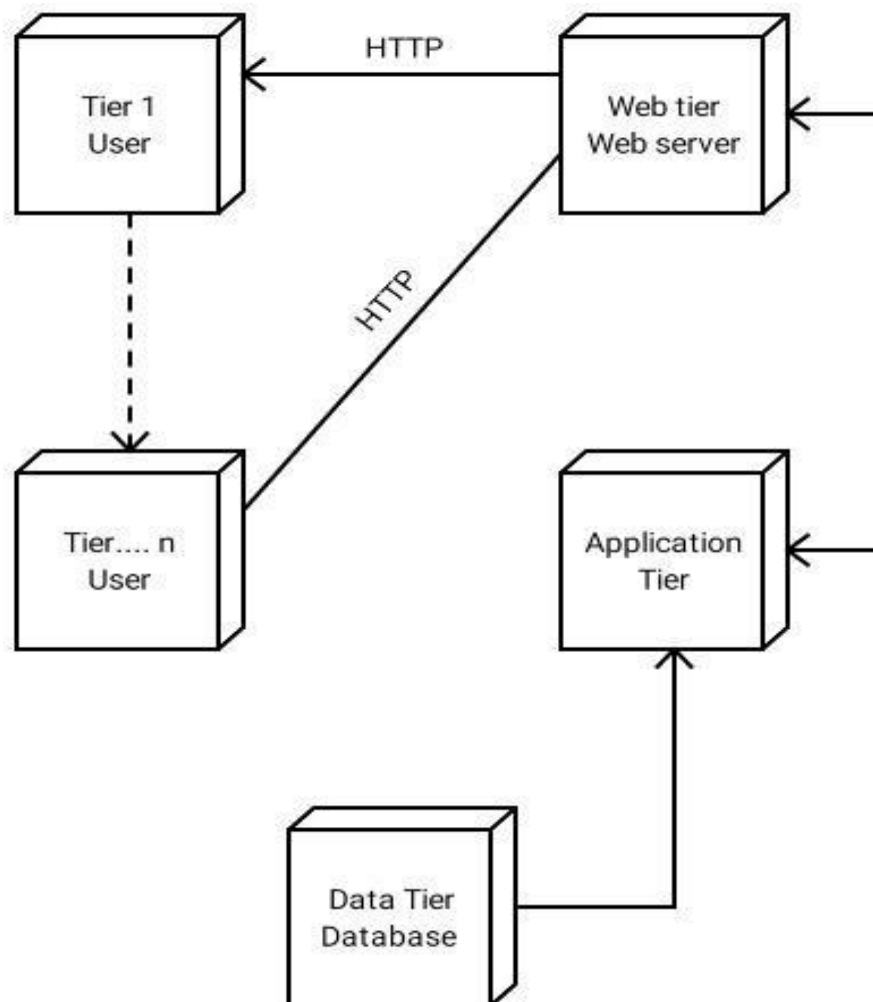 HTTP
Tier 1
User
Web tier
Web server
HTTP
Tier.... n
User
Application
Tier
Data Tier
Database